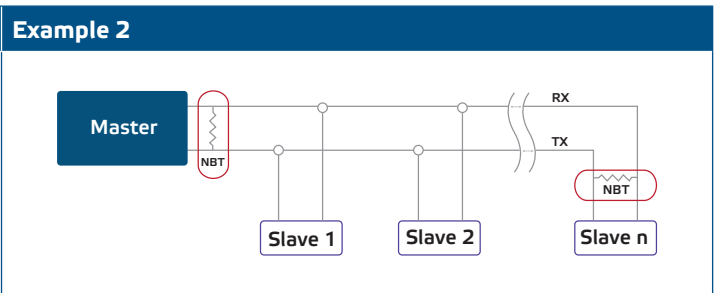 Example 2
RX
Master
TX
NBT
NBT
Slave 1
Slave 2
Slave n